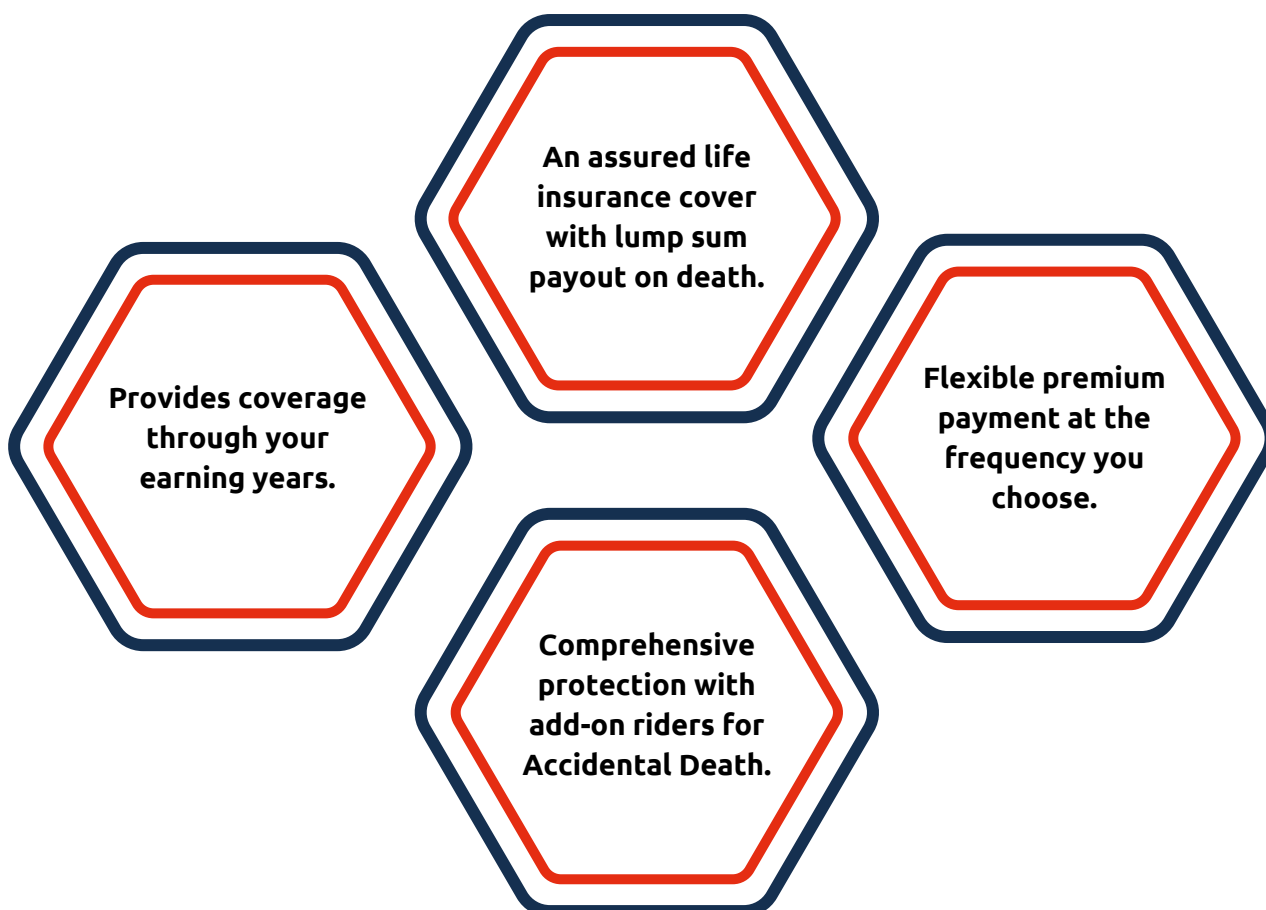 An assured life
insurance cover
with lump sum
payout on death.
Provides coverage
through your
earning years.
Flexible premium
payment at the
frequency you
choose.
Comprehensive
protection with
add-on riders for
Accidental Death.